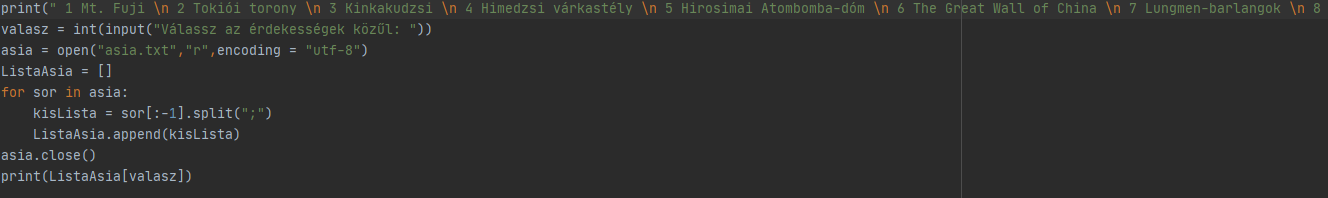 print(" 1 Mt. Fuji \n 2 Tokiói torony \n 3 Kinkakudzsi \n 4 Himedzsi várkastély \n 5 Hirosimai Atombomba-dóm \n 6 The Great Wall of China \n 7 Lungmen-barlangok \n 8
valasz = int(input("Válassz az érdekességek közűl: "))
asia = open("asia.txt","r",encoding = "utf-8")
ListaAsia = []
for sor in asia:
    kisLista = sor[:-1].split(";")
    ListaAsia.append(kisLista)
asia.close()
print(ListaAsia[valasz])